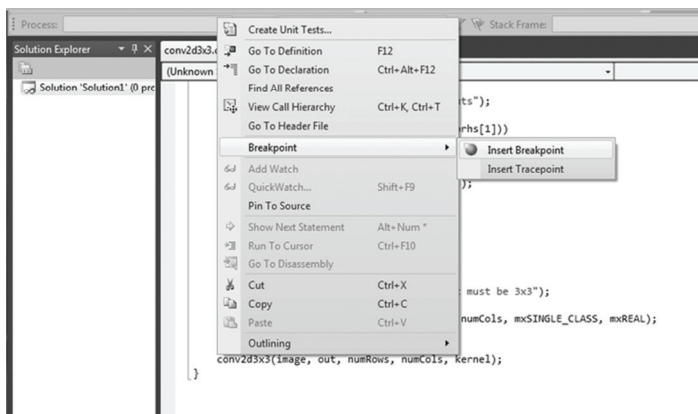 Process:
Stack Frame:
Solution Explorer
conv2d3x3.c
(Unknown
Solution 'Solution1' (0 pro
Create Unit Tests...
Go To Definition F12
Go To Declaration Ctrl+Alt+F12
Find All References
View Call Hierarchy Ctrl+K, Ctrl+T
Go To Header File
Breakpoint
Insert Breakpoint
Insert Tracepoint
Add Watch
QuickWatch... Shift+F9
Pin To Source
Show Next Statement Alt+Num *
Run To Cursor Ctrl+F10
Go To Disassembly
Cut Ctrl+X
Copy Ctrl+C
Paste Ctrl+V
Outlining
ts");
rhs[1]))
);
must be 3x3");
numCols, mxSINGLE_CLASS, mxREAL);
conv2d3x3(image, out, numRows, numCols, kernel);
}